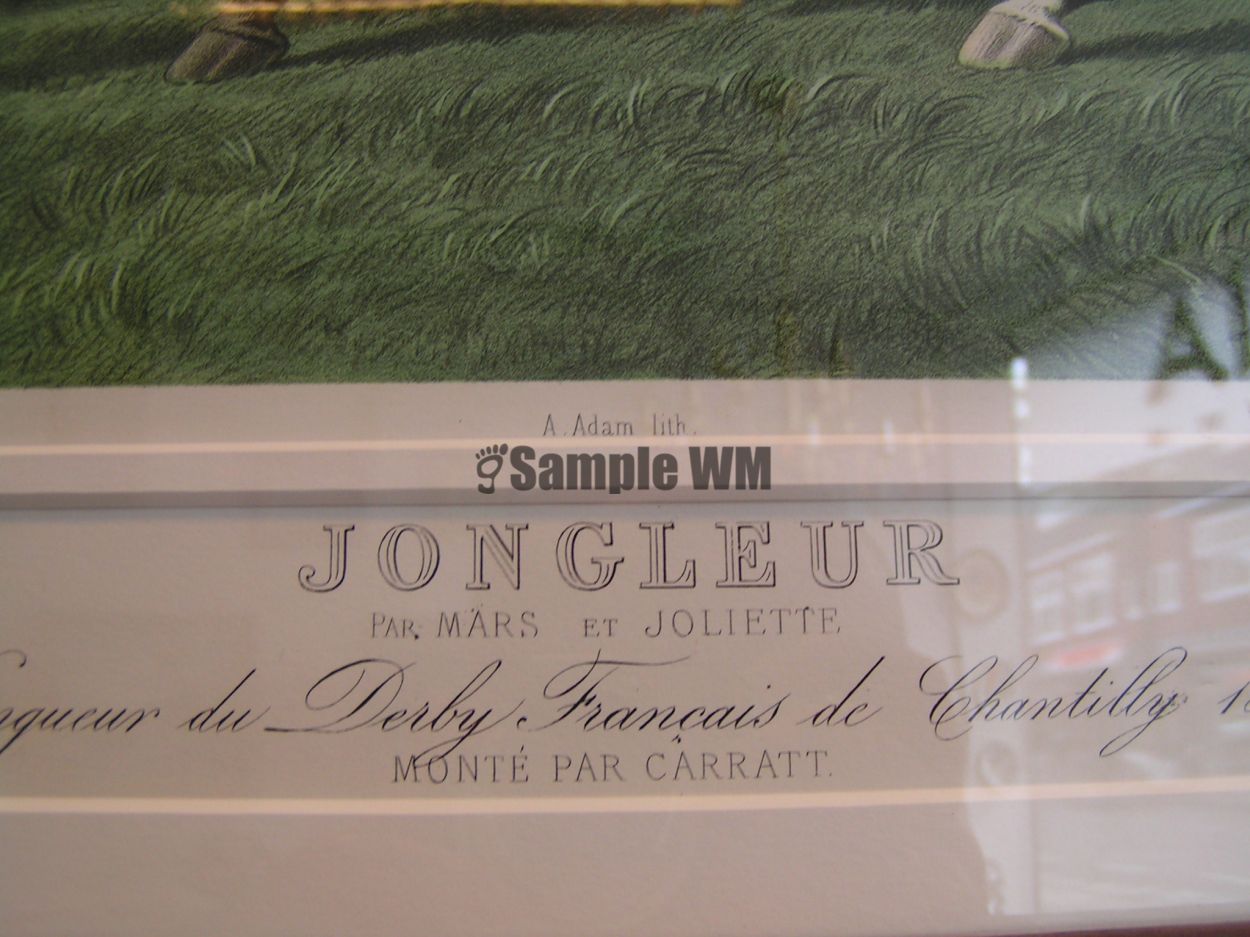 A. Adam lith.
Sample WM
JONGLEUR
PAR MARS ET JOLIETTE
du Derby Français de Chantilly
MONTÉ PAR CARRATT.